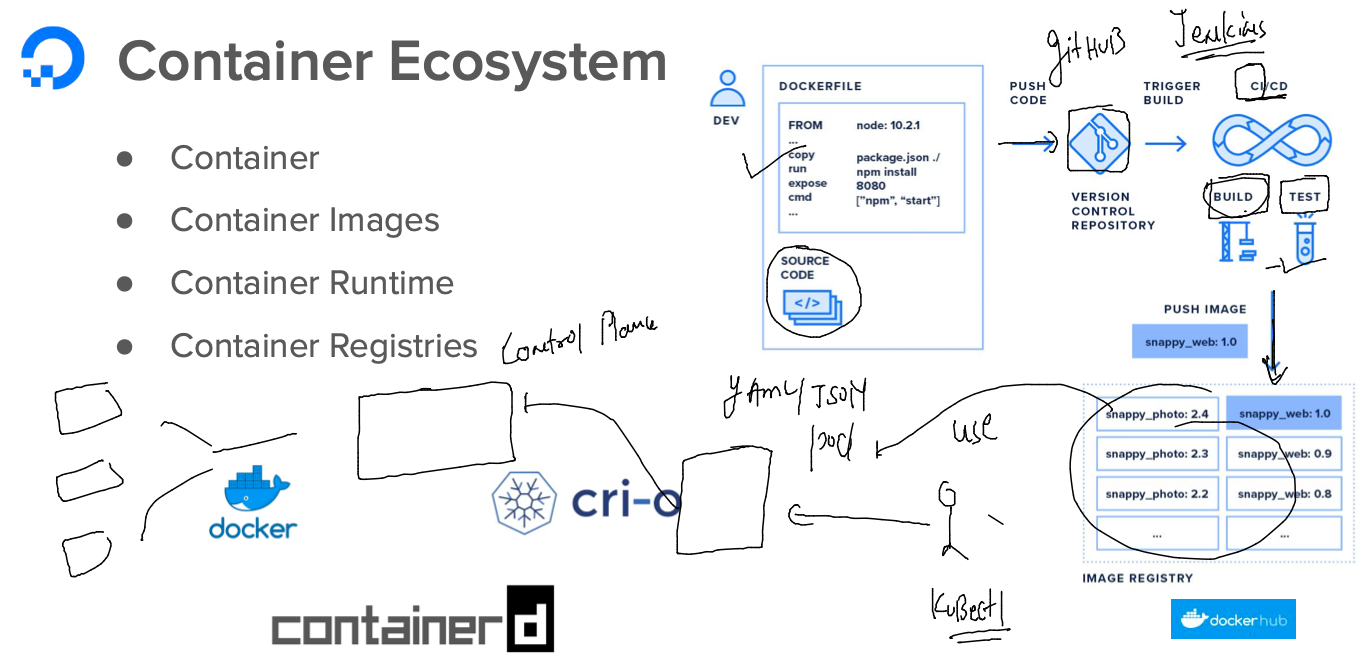 Container Ecosystem
● Container
● Container Images
● Container Runtime
● Container Registries
Control Plane
DEV
DOCKERFILE
FROM node: 10.2.1
...
copy package.json ./
run npm install
expose 8080
cmd ["npm", “start”]
...
SOURCE
CODE
</>
PUSH
CODE
GitHUB
VERSION
CONTROL
REPOSITORY
TRIGGER
BUILD
Jenkins
CI/CD
BUILD
TEST
PUSH IMAGE
snappy_web: 1.0
snappy_photo: 2.4
snappy_web: 1.0
snappy_photo: 2.3
snappy_web: 0.9
snappy_photo: 2.2
snappy_web: 0.8
...
...
IMAGE REGISTRY
dockerhub
YAML/JSON
pod
use
KuBectl
docker
cri-o
container d